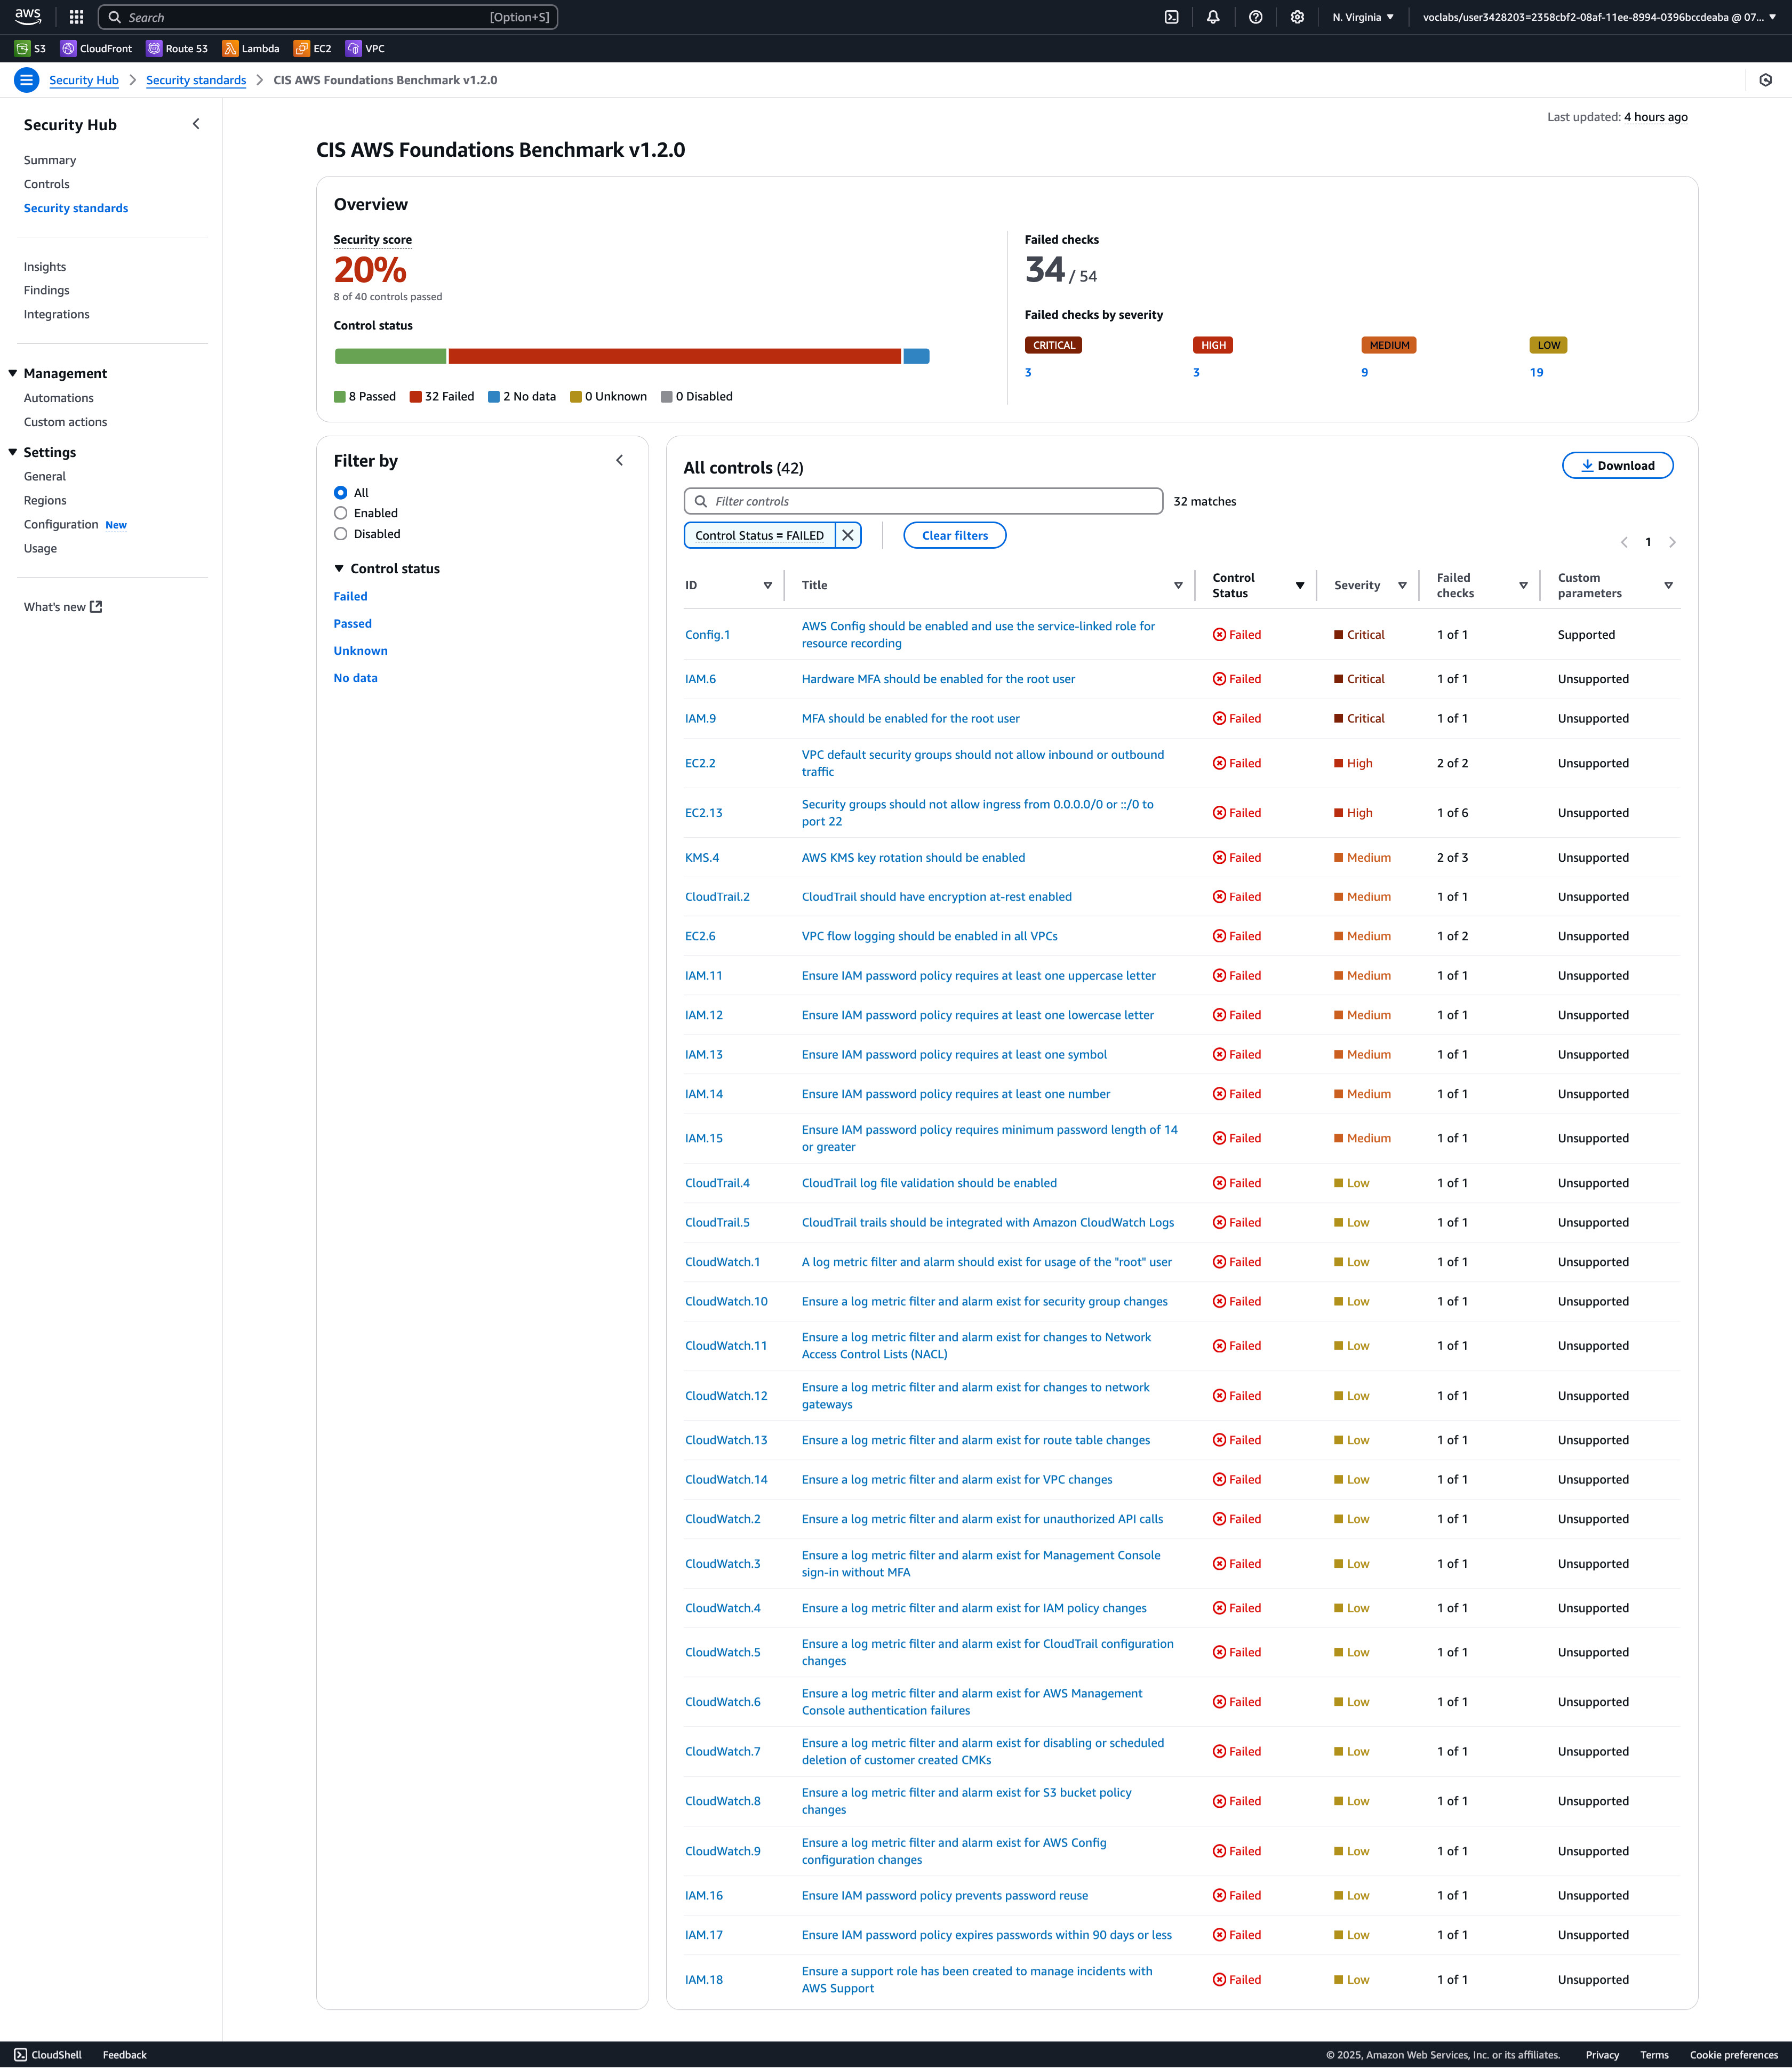 aws
Search [Option+S]
N. Virginia
voclabs/user3428203=2358cbf2-08af-11ee-8994-0396bccdeaba @ 07...
S3 CloudFront Route 53 Lambda EC2 VPC
Security Hub Security standards CIS AWS Foundations Benchmark v1.2.0
Security Hub
Summary
Controls
Security standards
Insights
Findings
Integrations
Management
Automations
Custom actions
Settings
General
Regions
Configuration New
Usage
What's new
Last updated: 4 hours ago
CIS AWS Foundations Benchmark v1.2.0
Overview
Security score
20%
8 of 40 controls passed
Control status
8 Passed 32 Failed 2 No data 0 Unknown 0 Disabled
Failed checks
34 / 54
Failed checks by severity
CRITICAL HIGH MEDIUM LOW
3 3 9 19
Filter by
All
Enabled
Disabled
Control status
Failed
Passed
Unknown
No data
All controls (42)
Download
Filter controls 32 matches
Control Status = FAILED Clear filters
1
ID Title Control Status Severity Failed checks Custom parameters
Config.1 AWS Config should be enabled and use the service-linked role for resource recording Failed Critical 1 of 1 Supported
IAM.6 Hardware MFA should be enabled for the root user Failed Critical 1 of 1 Unsupported
IAM.9 MFA should be enabled for the root user Failed Critical 1 of 1 Unsupported
EC2.2 VPC default security groups should not allow inbound or outbound traffic Failed High 2 of 2 Unsupported
EC2.13 Security groups should not allow ingress from 0.0.0.0/0 or ::/0 to port 22 Failed High 1 of 6 Unsupported
KMS.4 AWS KMS key rotation should be enabled Failed Medium 2 of 3 Unsupported
CloudTrail.2 CloudTrail should have encryption at-rest enabled Failed Medium 1 of 1 Unsupported
EC2.6 VPC flow logging should be enabled in all VPCs Failed Medium 1 of 2 Unsupported
IAM.11 Ensure IAM password policy requires at least one uppercase letter Failed Medium 1 of 1 Unsupported
IAM.12 Ensure IAM password policy requires at least one lowercase letter Failed Medium 1 of 1 Unsupported
IAM.13 Ensure IAM password policy requires at least one symbol Failed Medium 1 of 1 Unsupported
IAM.14 Ensure IAM password policy requires at least one number Failed Medium 1 of 1 Unsupported
IAM.15 Ensure IAM password policy requires minimum password length of 14 or greater Failed Medium 1 of 1 Unsupported
CloudTrail.4 CloudTrail log file validation should be enabled Failed Low 1 of 1 Unsupported
CloudTrail.5 CloudTrail trails should be integrated with Amazon CloudWatch Logs Failed Low 1 of 1 Unsupported
CloudWatch.1 A log metric filter and alarm should exist for usage of the "root" user Failed Low 1 of 1 Unsupported
CloudWatch.10 Ensure a log metric filter and alarm exist for security group changes Failed Low 1 of 1 Unsupported
CloudWatch.11 Ensure a log metric filter and alarm exist for changes to Network Access Control Lists (NACL) Failed Low 1 of 1 Unsupported
CloudWatch.12 Ensure a log metric filter and alarm exist for changes to network gateways Failed Low 1 of 1 Unsupported
CloudWatch.13 Ensure a log metric filter and alarm exist for route table changes Failed Low 1 of 1 Unsupported
CloudWatch.14 Ensure a log metric filter and alarm exist for VPC changes Failed Low 1 of 1 Unsupported
CloudWatch.2 Ensure a log metric filter and alarm exist for unauthorized API calls Failed Low 1 of 1 Unsupported
CloudWatch.3 Ensure a log metric filter and alarm exist for Management Console sign-in without MFA Failed Low 1 of 1 Unsupported
CloudWatch.4 Ensure a log metric filter and alarm exist for IAM policy changes Failed Low 1 of 1 Unsupported
CloudWatch.5 Ensure a log metric filter and alarm exist for CloudTrail configuration changes Failed Low 1 of 1 Unsupported
CloudWatch.6 Ensure a log metric filter and alarm exist for AWS Management Console authentication failures Failed Low 1 of 1 Unsupported
CloudWatch.7 Ensure a log metric filter and alarm exist for disabling or scheduled deletion of customer created CMKs Failed Low 1 of 1 Unsupported
CloudWatch.8 Ensure a log metric filter and alarm exist for S3 bucket policy changes Failed Low 1 of 1 Unsupported
CloudWatch.9 Ensure a log metric filter and alarm exist for AWS Config configuration changes Failed Low 1 of 1 Unsupported
IAM.16 Ensure IAM password policy prevents password reuse Failed Low 1 of 1 Unsupported
IAM.17 Ensure IAM password policy expires passwords within 90 days or less Failed Low 1 of 1 Unsupported
IAM.18 Ensure a support role has been created to manage incidents with AWS Support Failed Low 1 of 1 Unsupported
CloudShell Feedback © 2025, Amazon Web Services, Inc. or its affiliates. Privacy Terms Cookie preferences